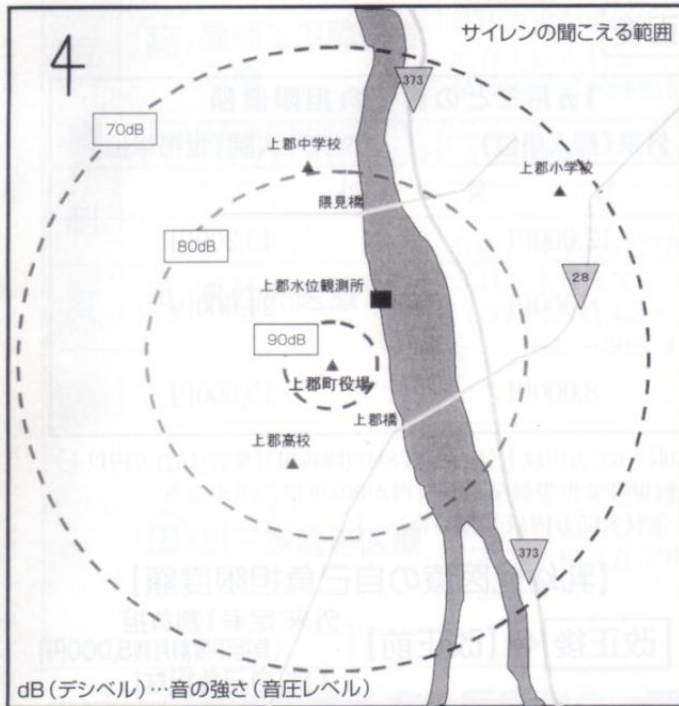 4
サイレンの聞こえる範囲
373
70dB
上郡中学校
上郡小学校
隈見橋
80dB
28
上郡水位観測所
90dB
上郡町役場
上郡橋
上郡高校
373
dB(デシベル)…音の強さ(音圧レベル)